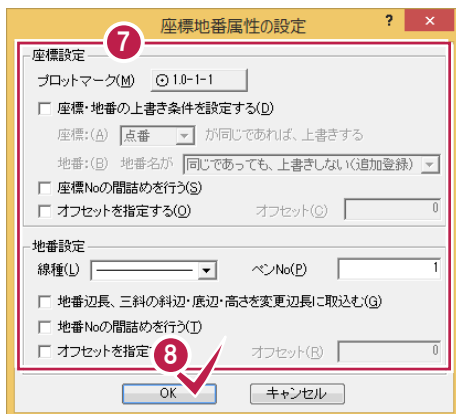 座標地番属性の設定 ? ×
7
座標設定
プロットマーク(M) 1.0-1-1
座標・地番の上書き条件を設定する(D)
座標:(A) 点番 が同じであれば、上書きする
地番:(B) 地番名が 同じであっても、上書きしない(追加登録)
座標Noの間詰めを行う(S)
オフセットを指定する(O) オフセット(C) 0
地番設定
線種(L) ペンNo(P) 1
地番辺長、三斜の斜辺・底辺・高さを変更辺長に取込む(G)
地番Noの間詰めを行う(T)
オフセットを指定 オフセット(R) 0
8
OK キャンセル